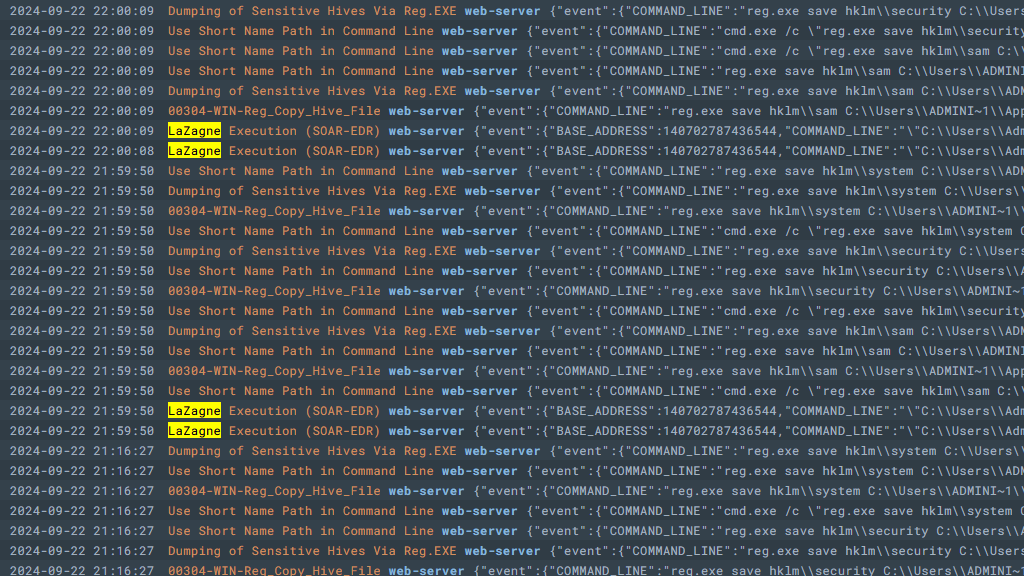 2024-09-22 22:00:09 Dumping of Sensitive Hives Via Reg.EXE web-server {"event":{"COMMAND_LINE":"reg.exe save hklm\\security C:\\Users
2024-09-22 22:00:09 Use Short Name Path in Command Line web-server {"event":{"COMMAND_LINE":"cmd.exe /c \"reg.exe save hklm\\security
2024-09-22 22:00:09 Use Short Name Path in Command Line web-server {"event":{"COMMAND_LINE":"cmd.exe /c \"reg.exe save hklm\\sam C:\\
2024-09-22 22:00:09 Use Short Name Path in Command Line web-server {"event":{"COMMAND_LINE":"reg.exe save hklm\\sam C:\\Users\\ADMINI
2024-09-22 22:00:09 Dumping of Sensitive Hives Via Reg.EXE web-server {"event":{"COMMAND_LINE":"reg.exe save hklm\\sam C:\\Users\\ADM
2024-09-22 22:00:09 00304-WIN-Reg_Copy_Hive_File web-server {"event":{"COMMAND_LINE":"reg.exe save hklm\\sam C:\\Users\\ADMINI~1\\App
2024-09-22 22:00:09 LaZagne Execution (SOAR-EDR) web-server {"event":{"BASE_ADDRESS":140702787436544,"COMMAND_LINE":"\"C:\\Users\\Adm
2024-09-22 22:00:08 LaZagne Execution (SOAR-EDR) web-server {"event":{"BASE_ADDRESS":140702787436544,"COMMAND_LINE":"\"C:\\Users\\Adm
2024-09-22 21:59:50 Use Short Name Path in Command Line web-server {"event":{"COMMAND_LINE":"reg.exe save hklm\\system C:\\Users\\ADM
2024-09-22 21:59:50 Dumping of Sensitive Hives Via Reg.EXE web-server {"event":{"COMMAND_LINE":"reg.exe save hklm\\system C:\\Users\\
2024-09-22 21:59:50 00304-WIN-Reg_Copy_Hive_File web-server {"event":{"COMMAND_LINE":"reg.exe save hklm\\system C:\\Users\\ADMINI~1\\
2024-09-22 21:59:50 Use Short Name Path in Command Line web-server {"event":{"COMMAND_LINE":"cmd.exe /c \"reg.exe save hklm\\system C
2024-09-22 21:59:50 Dumping of Sensitive Hives Via Reg.EXE web-server {"event":{"COMMAND_LINE":"reg.exe save hklm\\security C:\\Users
2024-09-22 21:59:50 Use Short Name Path in Command Line web-server {"event":{"COMMAND_LINE":"reg.exe save hklm\\security C:\\Users\\A
2024-09-22 21:59:50 00304-WIN-Reg_Copy_Hive_File web-server {"event":{"COMMAND_LINE":"reg.exe save hklm\\security C:\\Users\\ADMINI~1
2024-09-22 21:59:50 Use Short Name Path in Command Line web-server {"event":{"COMMAND_LINE":"cmd.exe /c \"reg.exe save hklm\\security
2024-09-22 21:59:50 Dumping of Sensitive Hives Via Reg.EXE web-server {"event":{"COMMAND_LINE":"reg.exe save hklm\\sam C:\\Users\\ADM
2024-09-22 21:59:50 Use Short Name Path in Command Line web-server {"event":{"COMMAND_LINE":"reg.exe save hklm\\sam C:\\Users\\ADMINI
2024-09-22 21:59:50 00304-WIN-Reg_Copy_Hive_File web-server {"event":{"COMMAND_LINE":"reg.exe save hklm\\sam C:\\Users\\ADMINI~1\\App
2024-09-22 21:59:50 Use Short Name Path in Command Line web-server {"event":{"COMMAND_LINE":"cmd.exe /c \"reg.exe save hklm\\sam C:\\
2024-09-22 21:59:50 LaZagne Execution (SOAR-EDR) web-server {"event":{"BASE_ADDRESS":140702787436544,"COMMAND_LINE":"\"C:\\Users\\Adm
2024-09-22 21:59:50 LaZagne Execution (SOAR-EDR) web-server {"event":{"BASE_ADDRESS":140702787436544,"COMMAND_LINE":"\"C:\\Users\\Adm
2024-09-22 21:16:27 Dumping of Sensitive Hives Via Reg.EXE web-server {"event":{"COMMAND_LINE":"reg.exe save hklm\\system C:\\Users\\
2024-09-22 21:16:27 Use Short Name Path in Command Line web-server {"event":{"COMMAND_LINE":"reg.exe save hklm\\system C:\\Users\\ADM
2024-09-22 21:16:27 00304-WIN-Reg_Copy_Hive_File web-server {"event":{"COMMAND_LINE":"reg.exe save hklm\\system C:\\Users\\ADMINI~1\\
2024-09-22 21:16:27 Use Short Name Path in Command Line web-server {"event":{"COMMAND_LINE":"cmd.exe /c \"reg.exe save hklm\\system C
2024-09-22 21:16:27 Use Short Name Path in Command Line web-server {"event":{"COMMAND_LINE":"reg.exe save hklm\\security C:\\Users\\A
2024-09-22 21:16:27 Dumping of Sensitive Hives Via Reg.EXE web-server {"event":{"COMMAND_LINE":"reg.exe save hklm\\security C:\\Users
2024-09-22 21:16:27 00304-WIN-Reg_Copy_Hive_File web-server {"event":{"COMMAND_LINE":"reg.exe save hklm\\security C:\\Users\\ADMINI~1